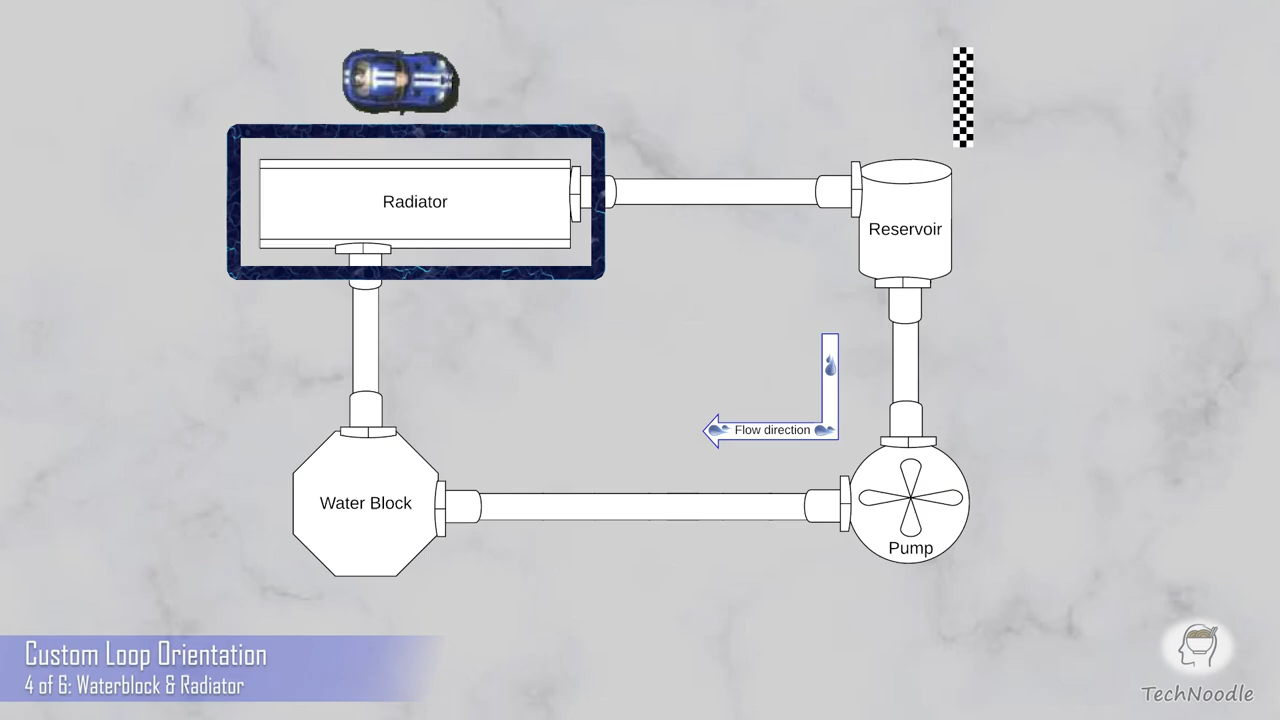 Radiator
Reservoir
Flow direction
Water Block
Pump
Custom Loop Orientation
4 of 6: Waterblock & Radiator
TechNoodle